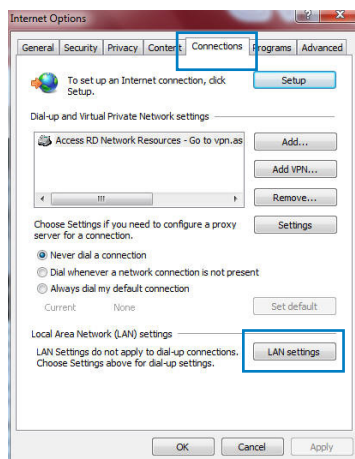 Internet Options
General Security Privacy Content Connections Programs Advanced
To set up an Internet connection, click
Setup.
Setup
Dial-up and Virtual Private Network settings
Access RD Network Resources - Go to vpn.as
Add...
Add VPN...
Remove...
Choose Settings if you need to configure a proxy
server for a connection.
Settings
Never dial a connection
Dial whenever a network connection is not present
Always dial my default connection
Current None
Set default
Local Area Network (LAN) settings
LAN Settings do not apply to dial-up connections.
Choose Settings above for dial-up settings.
LAN settings
OK Cancel Apply